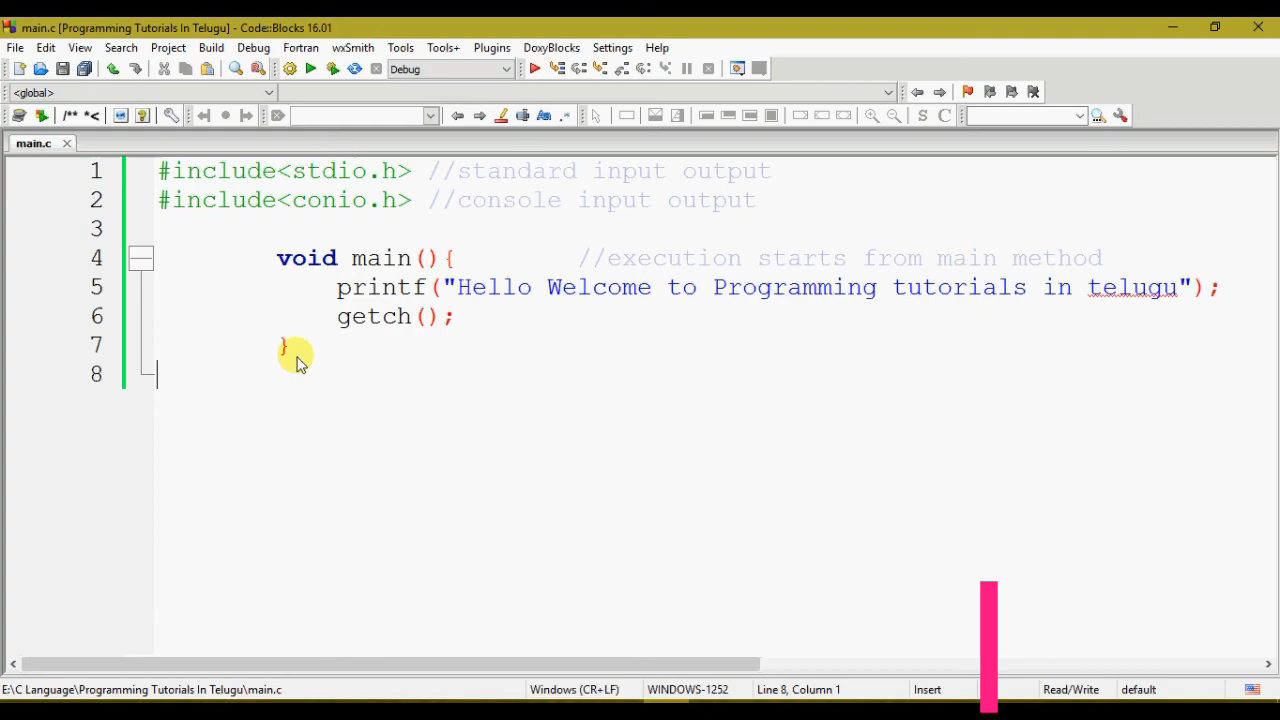 main.c [Programming Tutorials In Telugu] - Code::Blocks 16.01
File Edit View Search Project Build Debug Fortran wxSmith Tools Tools+ Plugins DoxyBlocks Settings Help
Debug
<global>
/** *<
S C
main.c
1 #include<stdio.h> //standard input output
2 #include<conio.h> //console input output
3
4 void main(){ //execution starts from main method
5 printf("Hello Welcome to Programming tutorials in telugu");
6 getch();
7 }
8
E:\C Language\Programming Tutorials In Telugu\main.c Windows (CR+LF) WINDOWS-1252 Line 8, Column 1 Insert Read/Write default